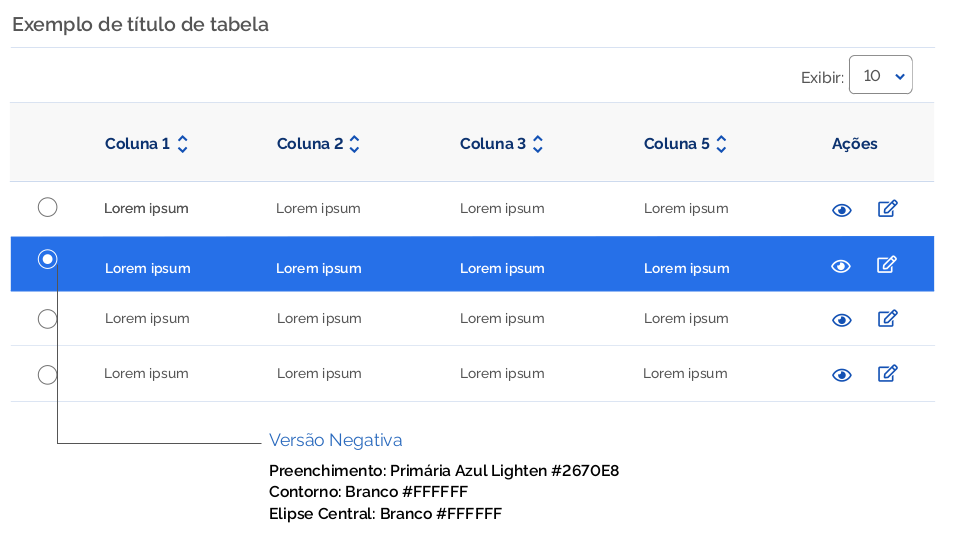 Exemplo de título de tabela
Exibir: 10
Coluna 1 Coluna 2 Coluna 3 Coluna 5 Ações
Lorem ipsum Lorem ipsum Lorem ipsum Lorem ipsum
Lorem ipsum Lorem ipsum Lorem ipsum Lorem ipsum
Lorem ipsum Lorem ipsum Lorem ipsum Lorem ipsum
Lorem ipsum Lorem ipsum Lorem ipsum Lorem ipsum
Versão Negativa
Preenchimento: Primária Azul Lighten #2670E8
Contorno: Branco #FFFFFF
Elipse Central: Branco #FFFFFF